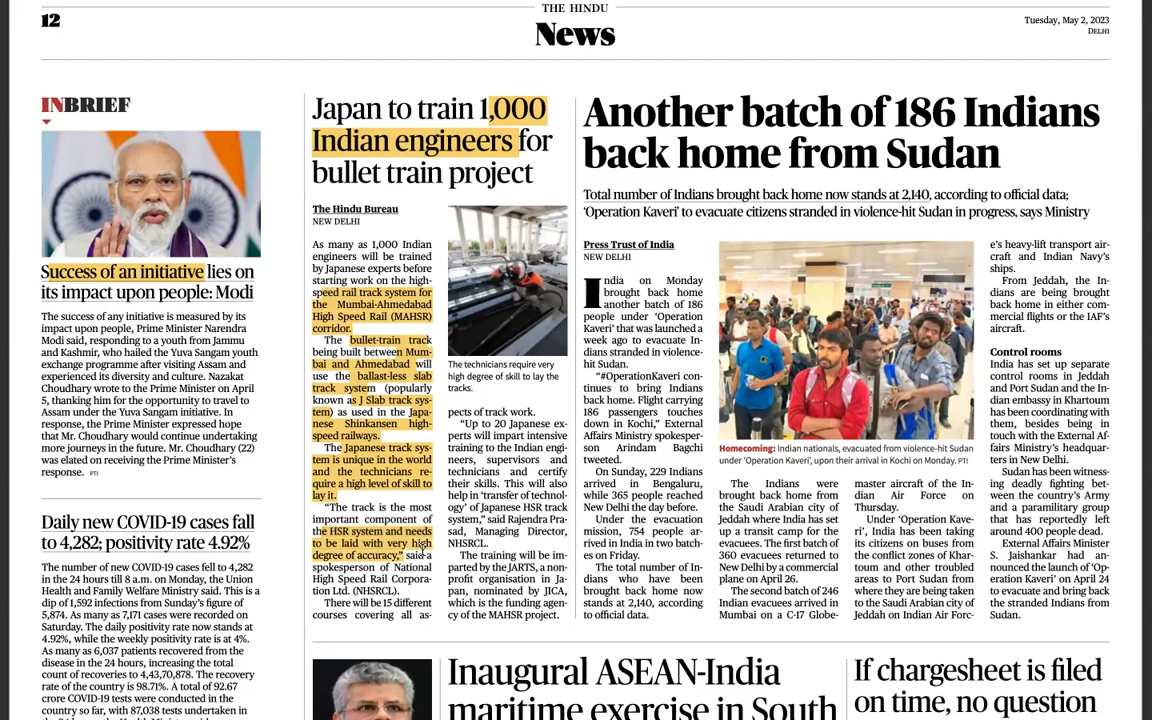 12
THE HINDU
News
Tuesday, May 2, 2023
DELHI
INBRIEF
Success of an initiative lies on
its impact upon people: Modi
The success of any initiative is measured by its
impact upon people, Prime Minister Narendra
Modi said, responding to a youth from Jammu
and Kashmir, who hailed the Yuva Sangam youth
exchange programme after visiting Assam and
experienced its diversity and culture. Nazakat
Choudhary wrote to the Prime Minister on April
5, thanking him for the opportunity to travel to
Assam under the Yuva Sangam initiative. In
response, the Prime Minister expressed hope
that Mr. Choudhary would continue undertaking
more journeys in the future. Mr. Choudhary (22)
was elated on receiving the Prime Minister's
response. PTI
Daily new COVID-19 cases fall
to 4,282; positivity rate 4.92%
The number of new COVID-19 cases fell to 4,282
in the 24 hours till 8 a.m. on Monday, the Union
Health and Family Welfare Ministry said. This is a
dip of 1,592 infections from Sunday's figure of
5,874. As many as 7,171 cases were recorded on
Saturday. The daily positivity rate now stands at
4.92%, while the weekly positivity rate is at 4%.
As many as 6,037 patients recovered from the
disease in the 24 hours, increasing the total
count of recoveries to 4,43,70,878. The recovery
rate of the country is 98.71%. A total of 92.67
crore COVID-19 tests were conducted in the
country so far, with 87,038 tests undertaken in
Japan to train 1,000
Indian engineers for
bullet train project
The Hindu Bureau
NEW DELHI
As many as 1,000 Indian
engineers will be trained
by Japanese experts before
starting work on the high-
speed rail track system for
the Mumbai-Ahmedabad
High Speed Rail (MAHSR)
corridor.
The bullet-train track
being built between Mum-
bai and Ahmedabad will
use the ballast-less slab
track system (popularly
known as J Slab track sys-
tem) as used in the Japa-
nese Shinkansen high-
speed railways.
The Japanese track sys-
tem is unique in the world
and the technicians re-
quire a high level of skill to
lay it.
"The track is the most
important component of
the HSR system and needs
to be laid with very high
degree of accuracy," said a
spokesperson of National
High Speed Rail Corpora-
tion Ltd. (NHSRCL).
There will be 15 different
courses covering all as-
The technicians require very
high degree of skill to lay the
tracks.
pects of track work.
"Up to 20 Japanese ex-
perts will impart intensive
training to the Indian engi-
neers, supervisors and
technicians and certify
their skills. This will also
help in 'transfer of technol-
ogy' of Japanese HSR track
system," said Rajendra Pra-
sad, Managing Director,
NHSRCL.
The training will be im-
parted by the JARTS, a non-
profit organisation in Ja-
pan, nominated by JICA,
which is the funding agen-
cy of the MAHSR project.
Another batch of 186 Indians
back home from Sudan
Total number of Indians brought back home now stands at 2,140, according to official data;
'Operation Kaveri' to evacuate citizens stranded in violence-hit Sudan in progress, says Ministry
Press Trust of India
NEW DELHI
India on Monday
brought back home
another batch of 186
people under 'Operation
Kaveri' that was launched a
week ago to evacuate In-
dians stranded in violence-
hit Sudan.
"#OperationKaveri con-
tinues to bring Indians
back home. Flight carrying
186 passengers touches
down in Kochi," External
Affairs Ministry spokesper-
son Arindam Bagchi
tweeted.
On Sunday, 229 Indians
arrived in Bengaluru,
while 365 people reached
New Delhi the day before.
Under the evacuation
mission, 754 people ar-
rived in India in two batch-
es on Friday.
The total number of In-
dians who have been
brought back home now
stands at 2,140, according
to official data.
Homecoming: Indian nationals, evacuated from violence-hit Sudan
under 'Operation Kaveri', upon their arrival in Kochi on Monday. PTI
The Indians were
brought back home from
the Saudi Arabian city of
Jeddah where India has set
up a transit camp for the
evacuees. The first batch of
360 evacuees returned to
New Delhi by a commercial
plane on April 26.
The second batch of 246
Indian evacuees arrived in
Mumbai on a C-17 Globe-
master aircraft of the In-
dian Air Force on
Thursday.
Under 'Operation Kave-
ri', India has been taking
its citizens on buses from
the conflict zones of Khar-
toum and other troubled
areas to Port Sudan from
where they are being taken
to the Saudi Arabian city of
Jeddah on Indian Air Forc-
e's heavy-lift transport air-
craft and Indian Navy's
ships.
From Jeddah, the In-
dians are being brought
back home in either com-
mercial flights or the IAF's
aircraft.
Control rooms
India has set up separate
control rooms in Jeddah
and Port Sudan and the In-
dian embassy in Khartoum
has been coordinating with
them, besides being in
touch with the External Af-
fairs Ministry's headquar-
ters in New Delhi.
Sudan has been witness-
ing deadly fighting bet-
ween the country's Army
and a paramilitary group
that has reportedly left
around 400 people dead.
External Affairs Minister
S. Jaishankar had an-
nounced the launch of 'Op-
eration Kaveri' on April 24
to evacuate and bring back
the stranded Indians from
Sudan.
Inaugural ASEAN-India
maritime exercise in South
If chargesheet is filed
on time, no question